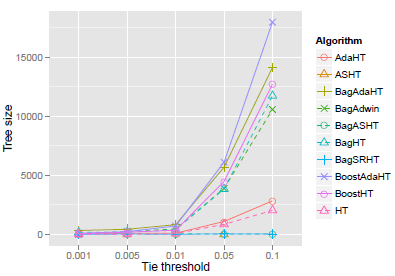 Tree size
15000
10000
5000
0
0.001 0.005 0.01 0.05 0.1
Tie threshold
Algorithm
AdaHT
ASHT
BagAdaHT
BagAdwin
BagASHT
BagHT
BagSRHT
BoostAdaHT
BoostHT
HT